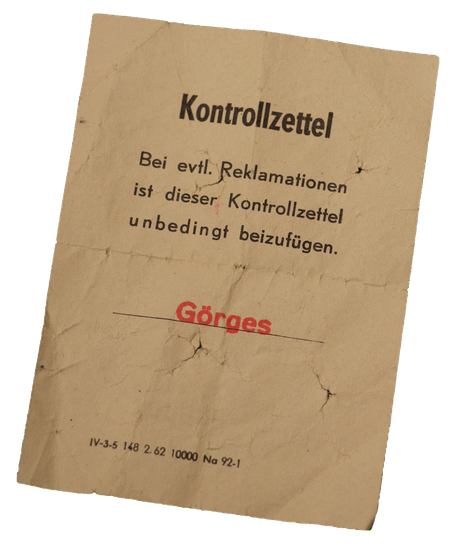 Kontrollzettel
Bei evtl. Reklamationen
ist dieser Kontrollzettel
unbedingt beizufügen.
Görges
IV-3-5 148 2.62 10000 Na 92-1